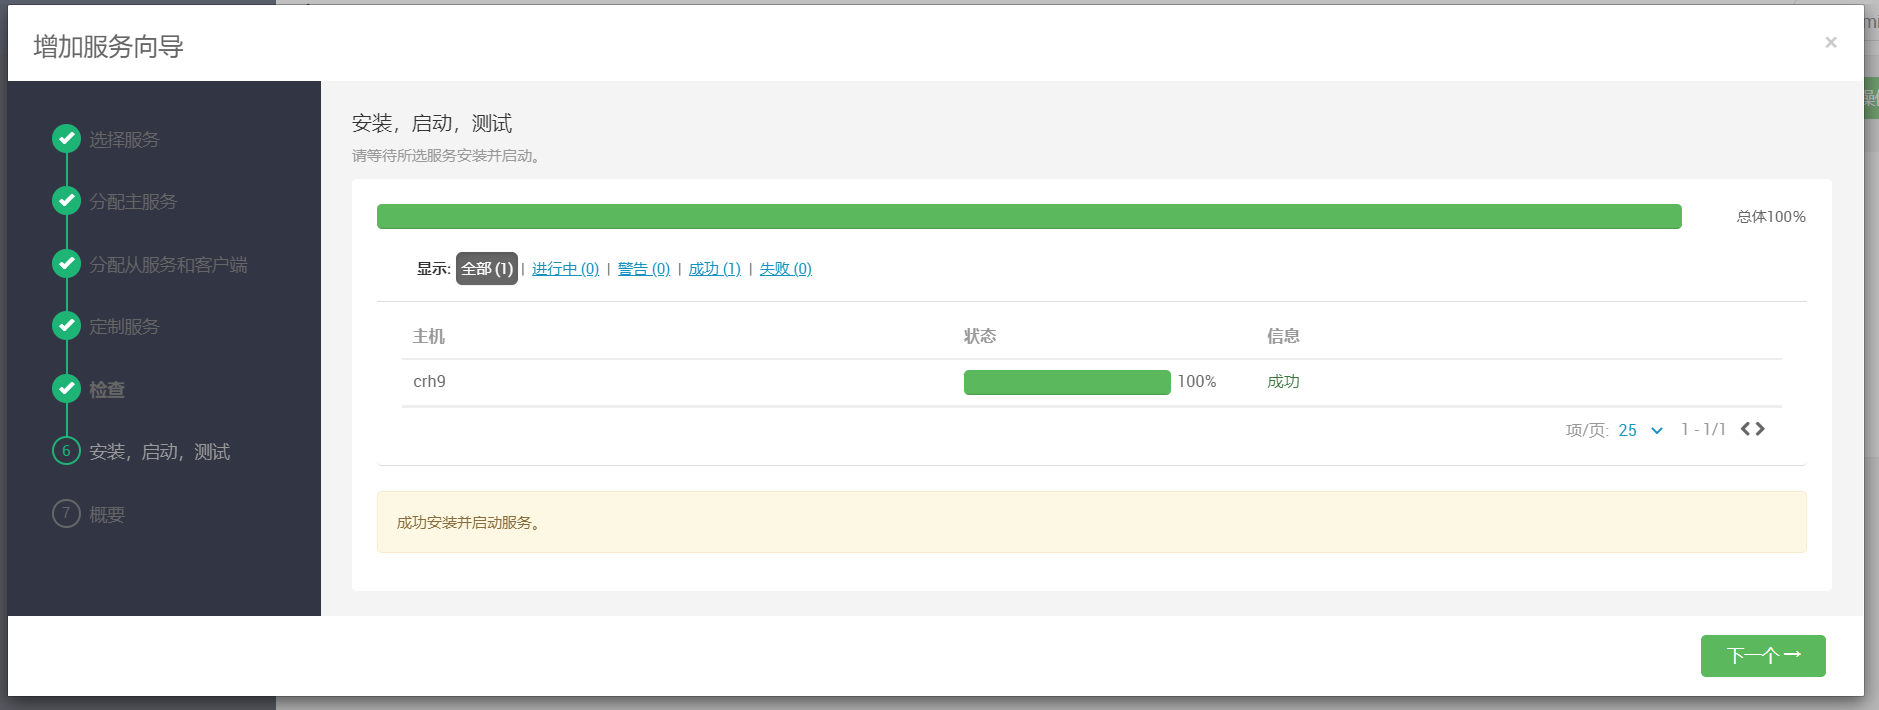 增加服务向导
×
选择服务
分配主服务
分配从服务和客户端
定制服务
检查
6 安装，启动，测试
7 概要
安装，启动，测试
请等待所选服务安装并启动。
总体100%
显示: 全部 (1) | 进行中 (0) | 警告 (0) | 成功 (1) | 失败 (0)
主机 状态 信息
crh9 100% 成功
项/页: 25 1 - 1/1
成功安装并启动服务。
下一个 →